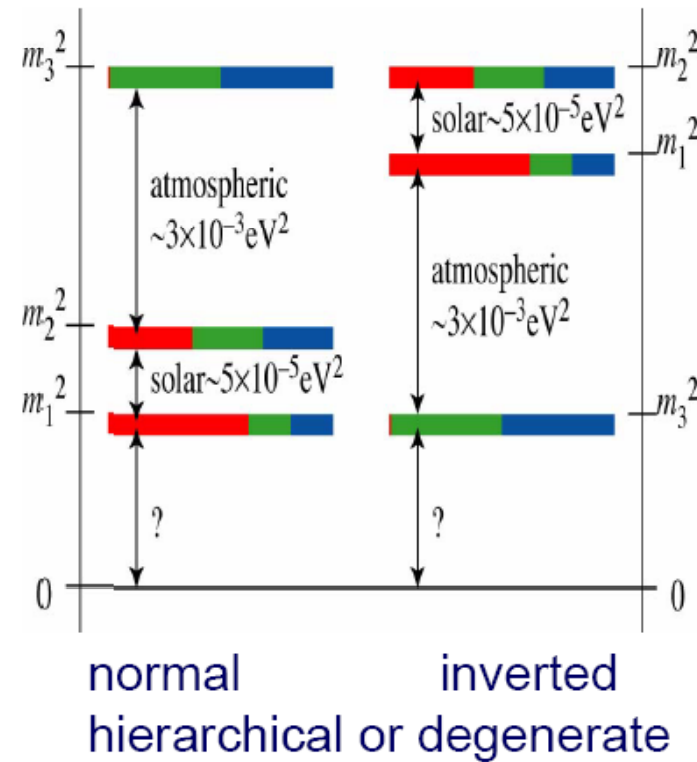 m₃²
m₂²
solar~5×10⁻⁵eV²
m₁²
atmospheric
~3×10⁻³eV²
atmospheric
~3×10⁻³eV²
m₂²
solar~5×10⁻⁵eV²
m₁²
m₃²
?
?
0
0
normal inverted
hierarchical or degenerate